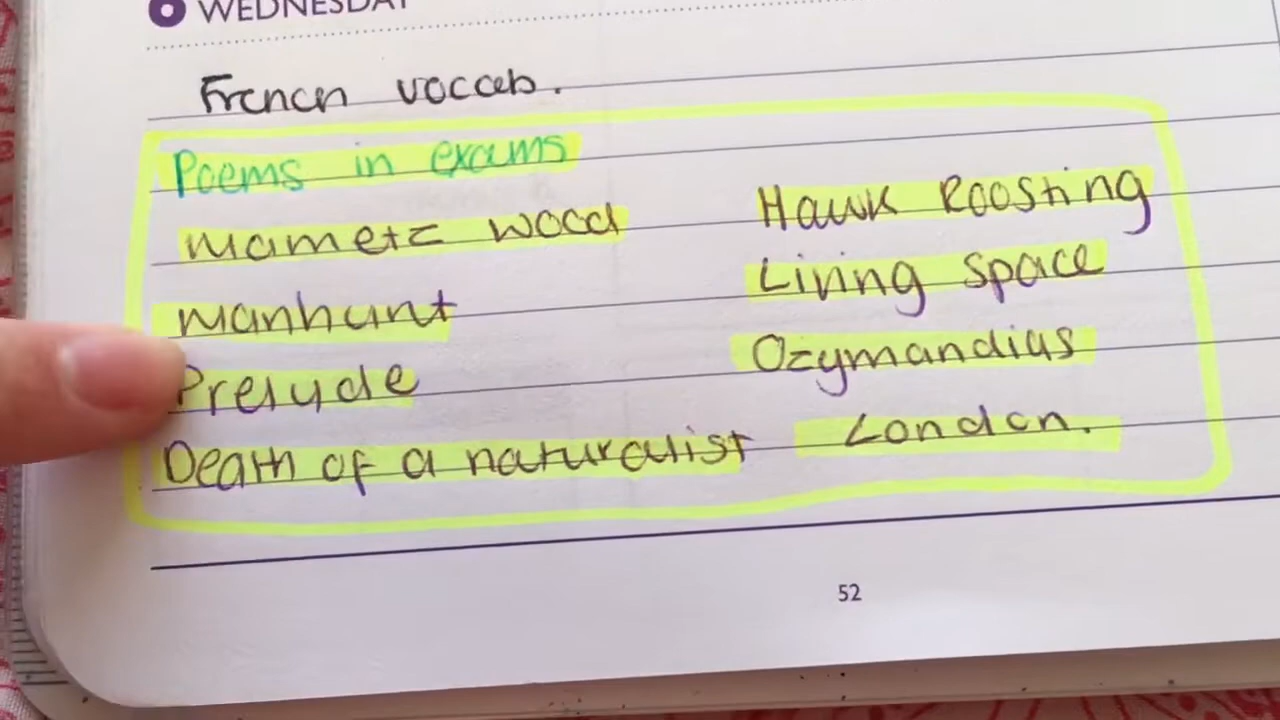 6 WEDNESDAY
French vocab.
Poems in exams
mametz wood
manhunt
Prelude
Death of a naturalist
Hawk Roosting
Living space
Ozymandias
London.
52